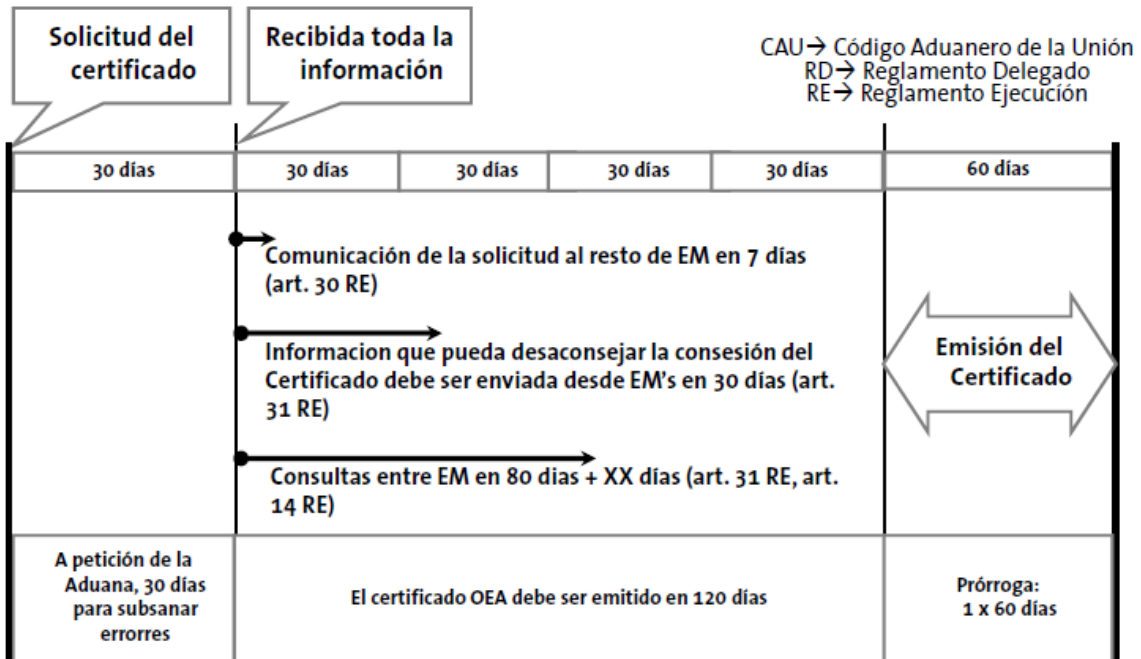 Solicitud del
certificado
Recibida toda la
información
CAU→ Código Aduanero de la Unión
RD→ Reglamento Delegado
RE→ Reglamento Ejecución
30 días
30 días
30 días
30 días
30 días
60 días
Comunicación de la solicitud al resto de EM en 7 días
(art. 30 RE)
Informacion que pueda desaconsejar la consesión del
Certificado debe ser enviada desde EM's en 30 días (art.
31 RE)
Consultas entre EM en 80 dias + XX días (art. 31 RE, art.
14 RE)
Emisión del
Certificado
A petición de la
Aduana, 30 días
para subsanar
errorres
El certificado OEA debe ser emitido en 120 días
Prórroga:
1 x 60 días